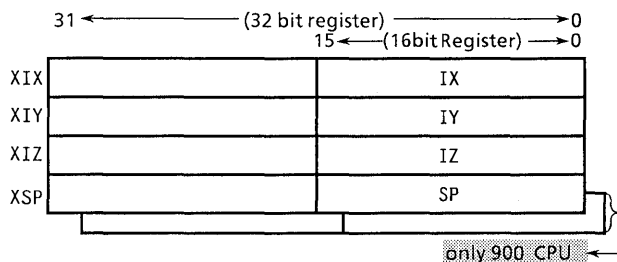 31 (32 bit register) 0
15 (16bit Register) 0
XIX IX
XIY IY
XIZ IZ
XSP SP
only 900 CPU